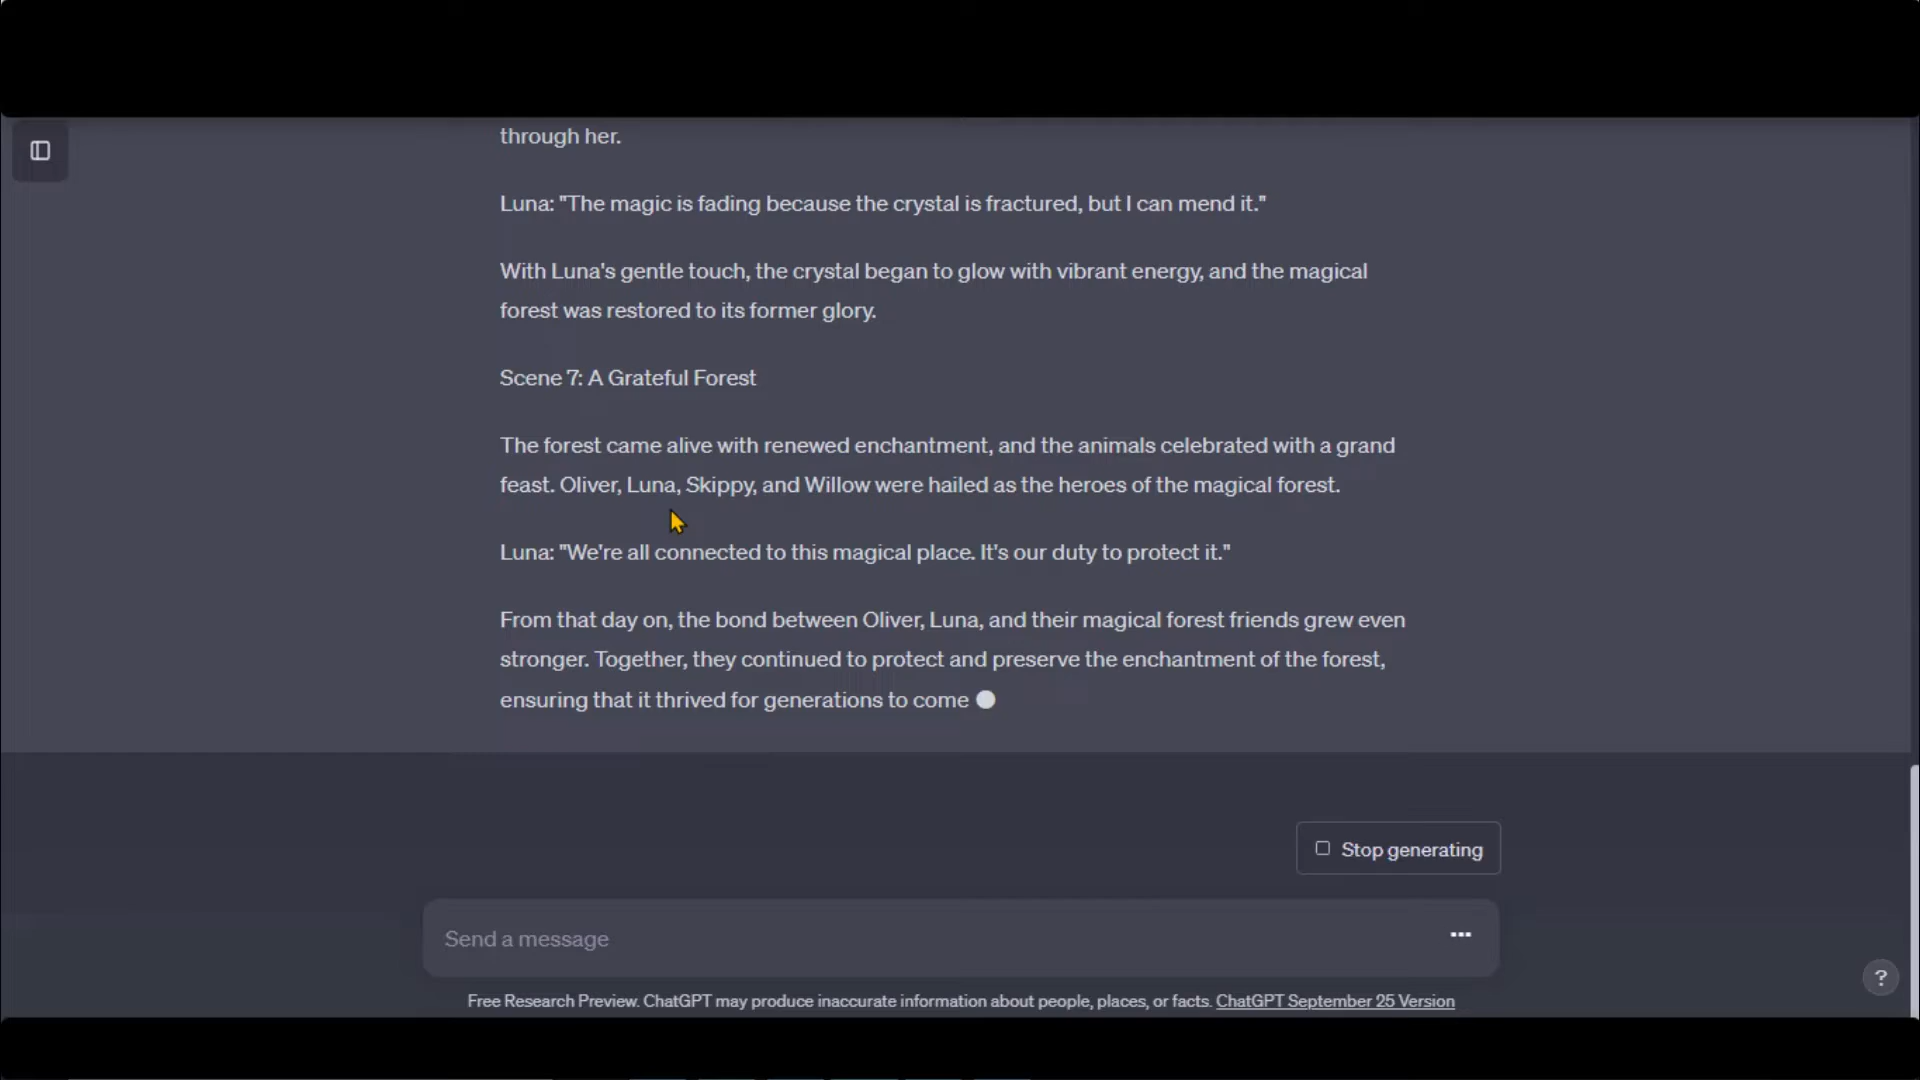 through her.
Luna: "The magic is fading because the crystal is fractured, but I can mend it."
With Luna's gentle touch, the crystal began to glow with vibrant energy, and the magical
forest was restored to its former glory.
Scene 7: A Grateful Forest
The forest came alive with renewed enchantment, and the animals celebrated with a grand
feast. Oliver, Luna, Skippy, and Willow were hailed as the heroes of the magical forest.
Luna: "We're all connected to this magical place. It's our duty to protect it."
From that day on, the bond between Oliver, Luna, and their magical forest friends grew even
stronger. Together, they continued to protect and preserve the enchantment of the forest,
ensuring that it thrived for generations to come
Stop generating
Send a message
?
Free Research Preview. ChatGPT may produce inaccurate information about people, places, or facts. ChatGPT September 25 Version